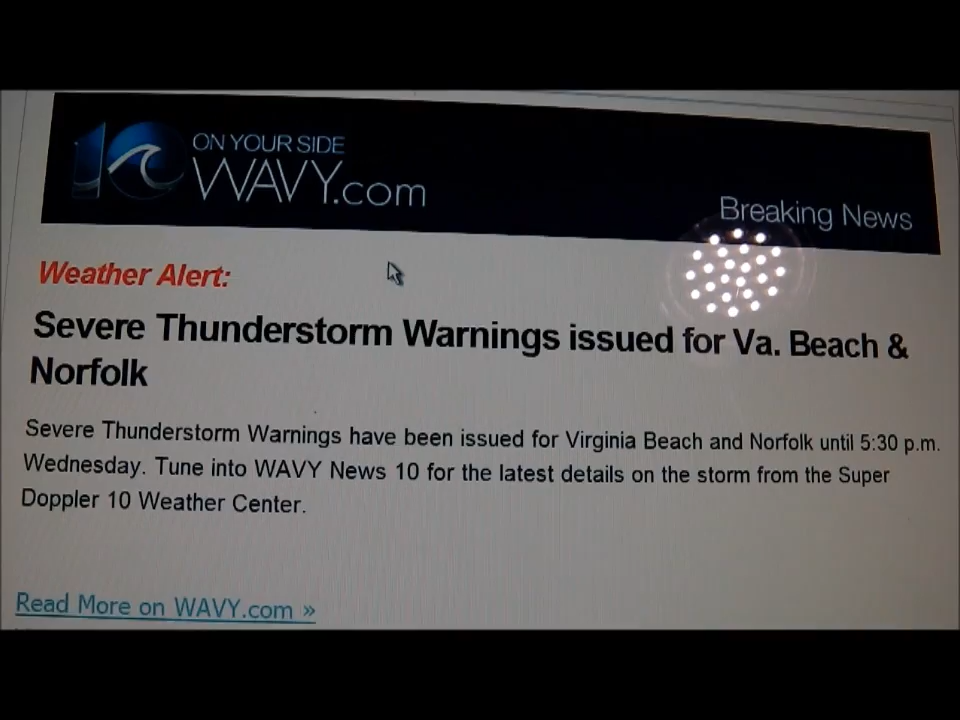 10
ON YOUR SIDE
WAVY.com
Breaking News
Weather Alert:
Severe Thunderstorm Warnings issued for Va. Beach &
Norfolk
Severe Thunderstorm Warnings have been issued for Virginia Beach and Norfolk until 5:30 p.m.
Wednesday. Tune into WAVY News 10 for the latest details on the storm from the Super
Doppler 10 Weather Center.
Read More on WAVY.com »